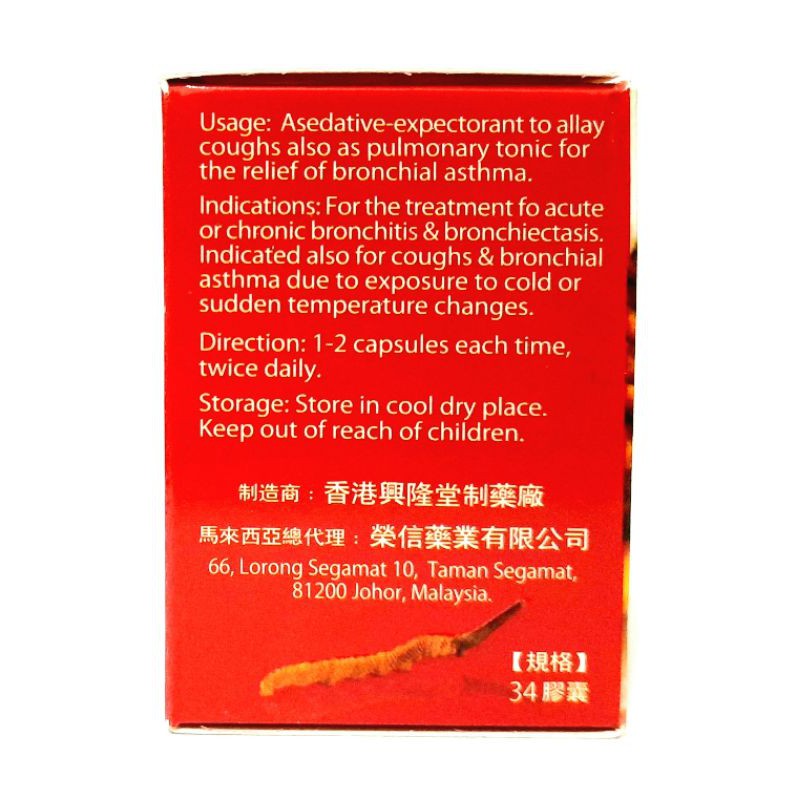 Usage: Asedative-expectorant to allay
coughs also as pulmonary tonic for
the relief of bronchial asthma.
Indications: For the treatment fo acute
or chronic bronchitis & bronchiectasis.
Indicated also for coughs & bronchial
asthma due to exposure to cold or
sudden temperature changes.
Direction: 1-2 capsules each time,
twice daily.
Storage: Store in cool dry place.
Keep out of reach of children.
制造商：香港興隆堂制藥廠
馬來西亞總代理：榮信藥業有限公司
66, Lorong Segamat 10, Taman Segamat,
81200 Johor, Malaysia.
【規格】
34 膠囊